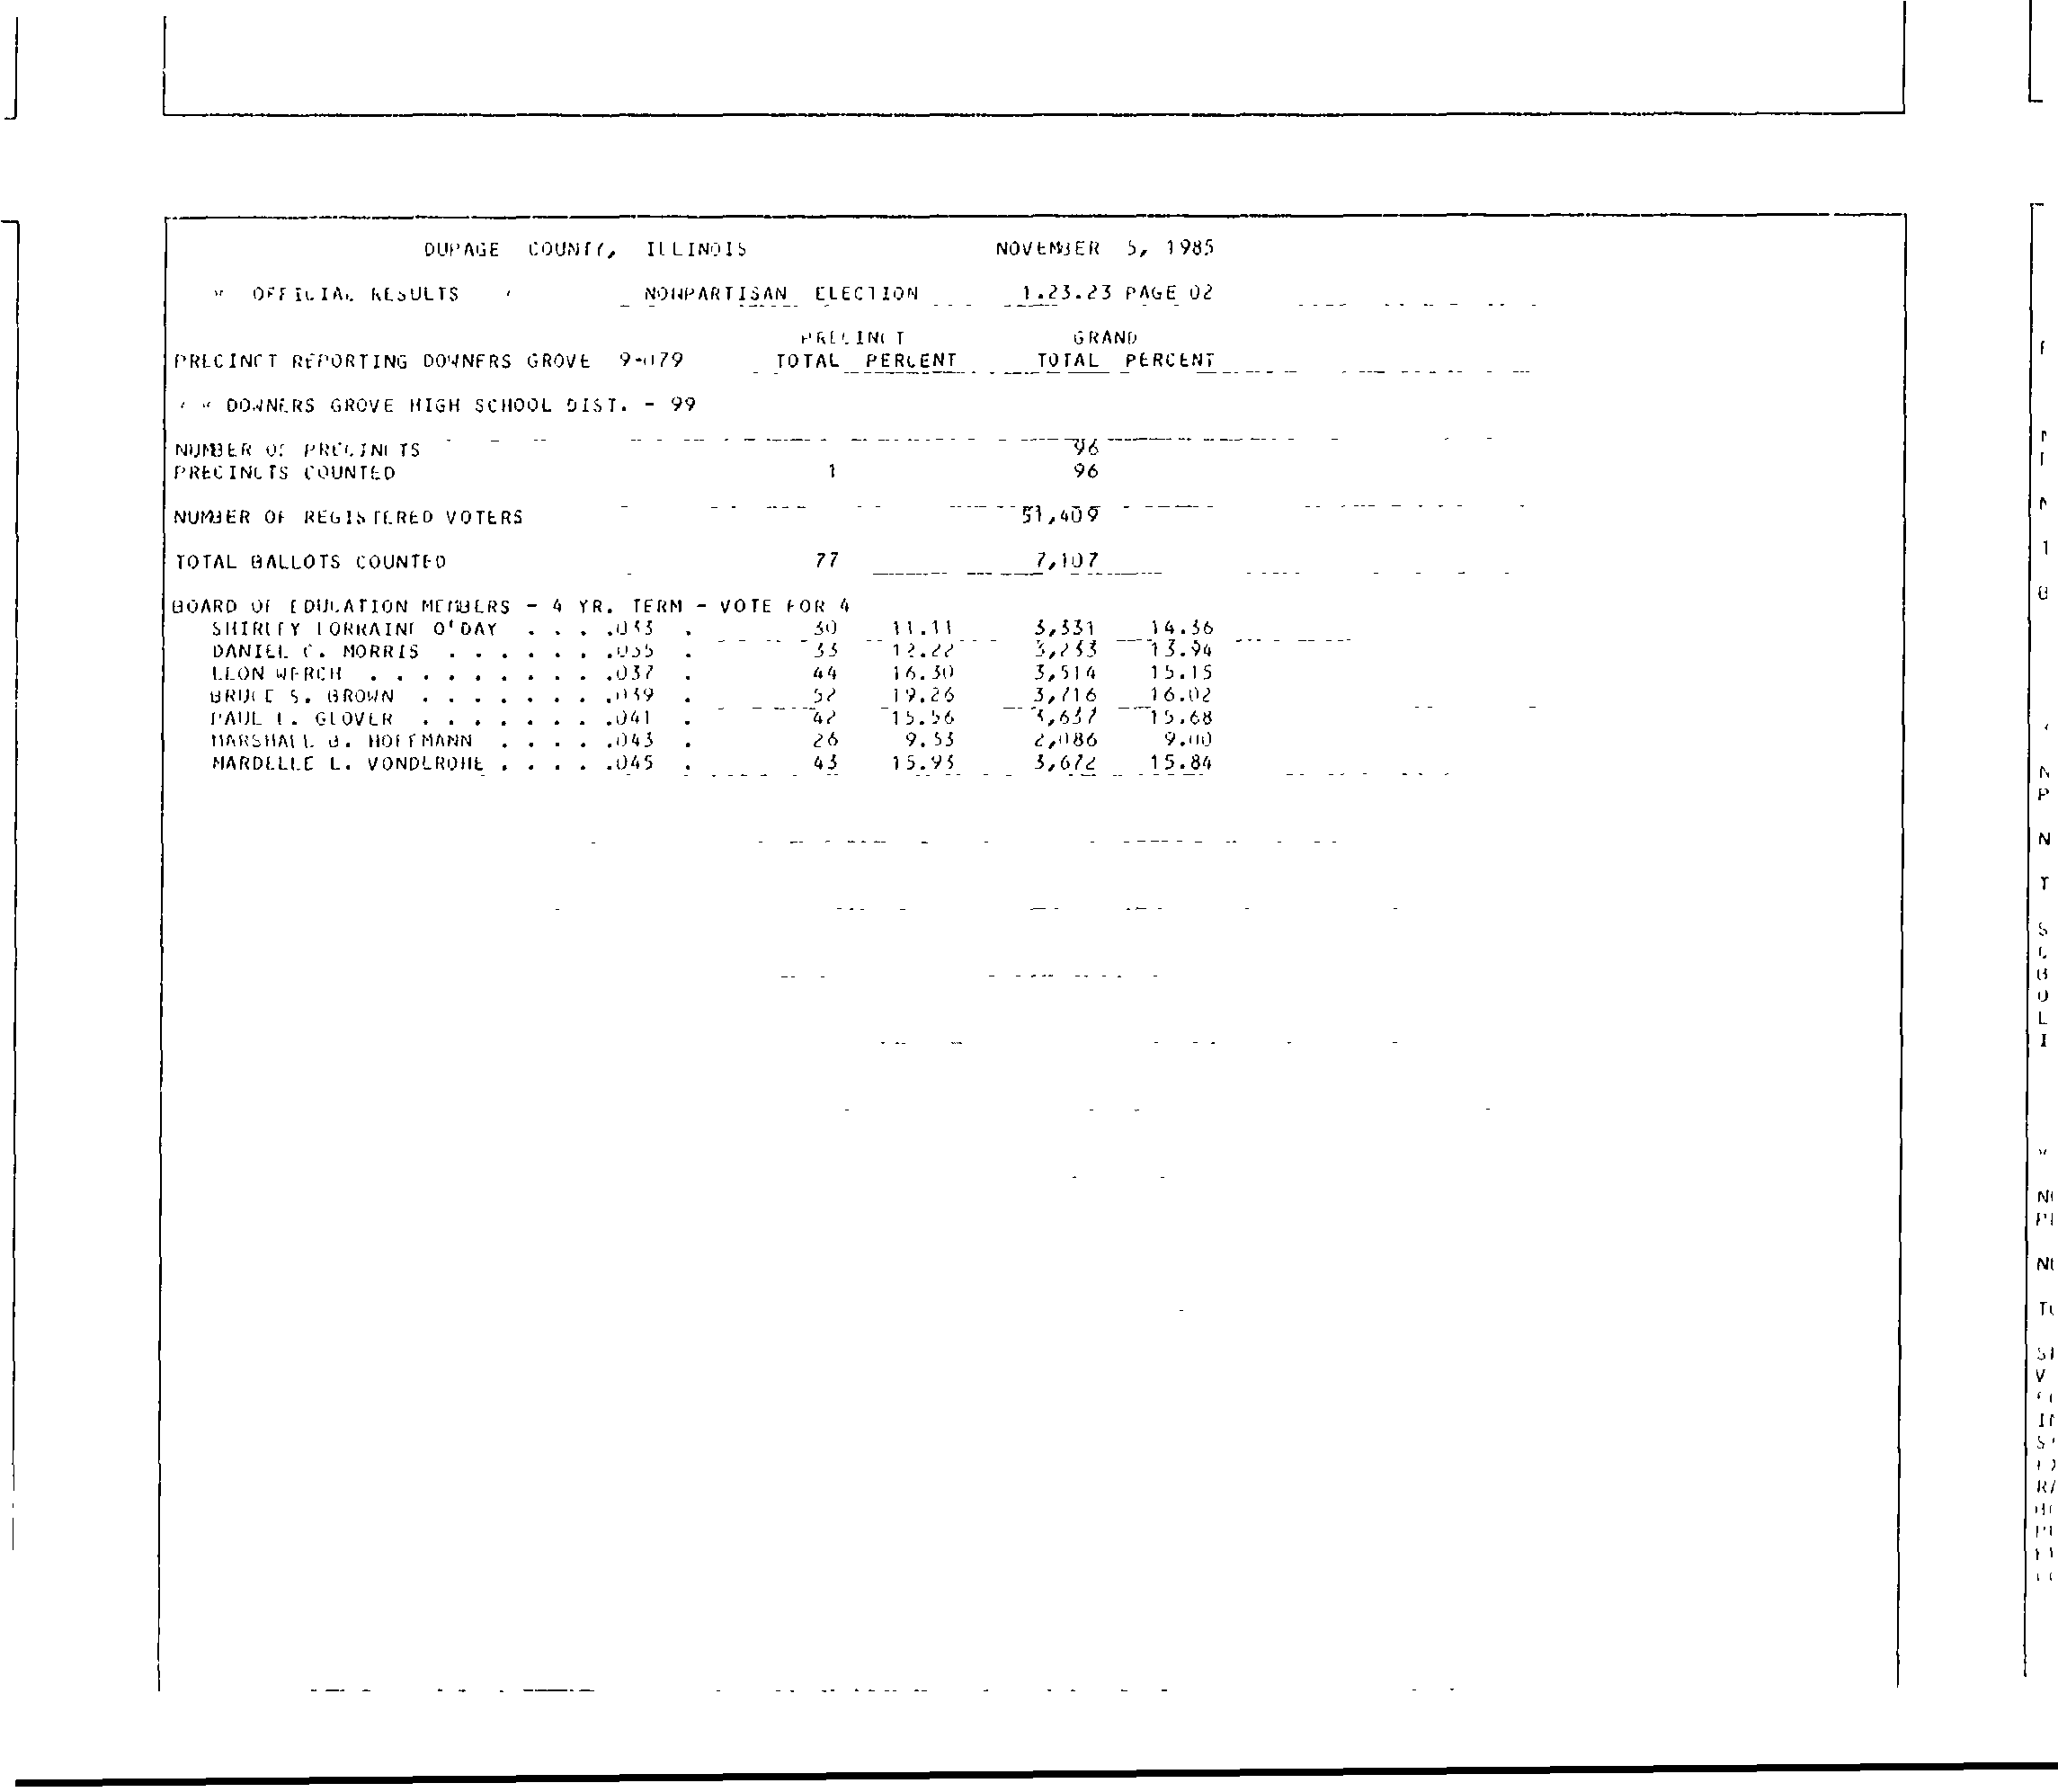 DUPAGE COUNTY, ILLINOIS NOVEMBER 5, 1985
OFFICIAL RESULTS NONPARTISAN ELECTION 1.23.23 PAGE 02
PRECINCT GRAND
PRECINCT REPORTING DOWNERS GROVE 9-079 TOTAL PERCENT TOTAL PERCENT
DOWNERS GROVE HIGH SCHOOL DIST. - 99
NUMBER OF PRECINCTS 96
PRECINCTS COUNTED 1 96
NUMBER OF REGISTERED VOTERS 51,409
TOTAL BALLOTS COUNTED 77 7,107
BOARD OF EDUCATION MEMBERS - 4 YR. TERM - VOTE FOR 4
SHIRLEY LORRAINE O'DAY . . . .033 . 30 11.11 3,331 14.36
DANIEL C. MORRIS . . . . . . .035 . 33 12.22 3,233 13.94
LEON WERCH . . . . . . . . . .037 . 44 16.30 3,514 15.15
BRUCE S. BROWN . . . . . . . .039 . 52 19.26 3,716 16.02
PAUL L. GLOVER . . . . . . . .041 . 42 15.56 3,637 15.68
MARSHALL B. HOFFMANN . . . . .043 . 26 9.53 2,086 9.00
MARDELLE L. VONDEROHE . . . . .045 . 43 15.93 3,672 15.84